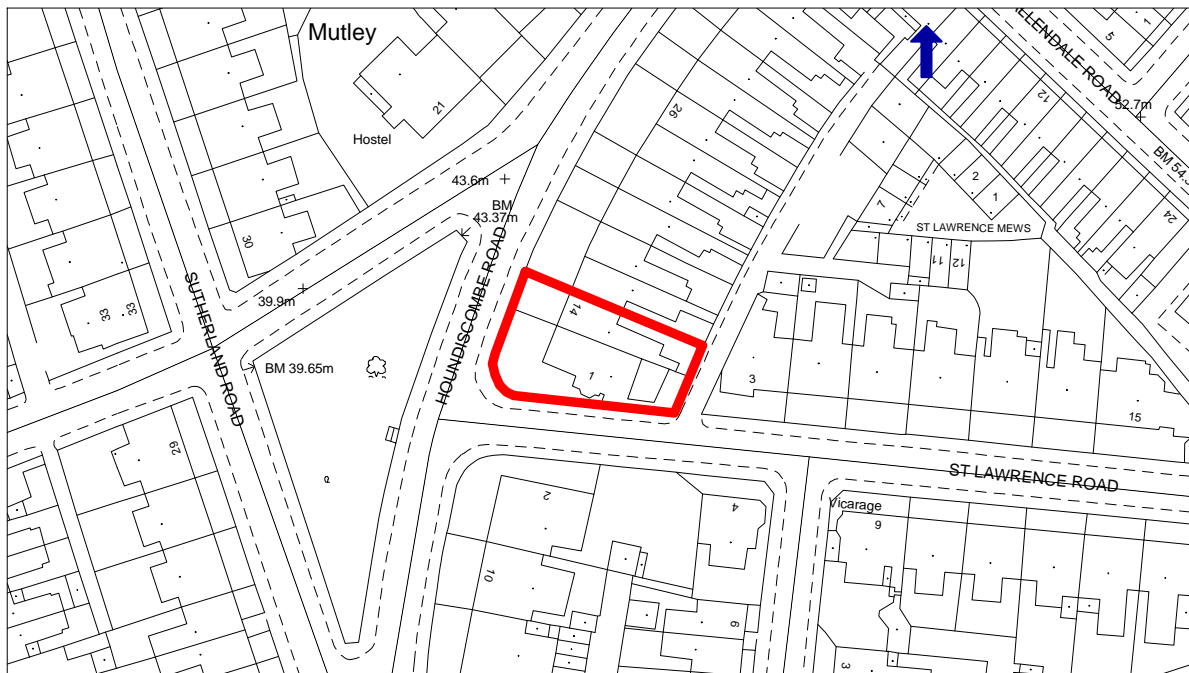 Mutley
ALLENDALE ROAD
5
1
21
26
12
52.7m
Hostel
BM 54.
43.6m
BM
43.37m
2
1
7
24
ST LAWRENCE MEWS
30
11
12
39.9m
33
33
SUTHERLAND ROAD
HOUNDISCOMBE ROAD
14
BM 39.65m
1
3
15
29
ST LAWRENCE ROAD
2
4
Vicarage
9
10
6
3